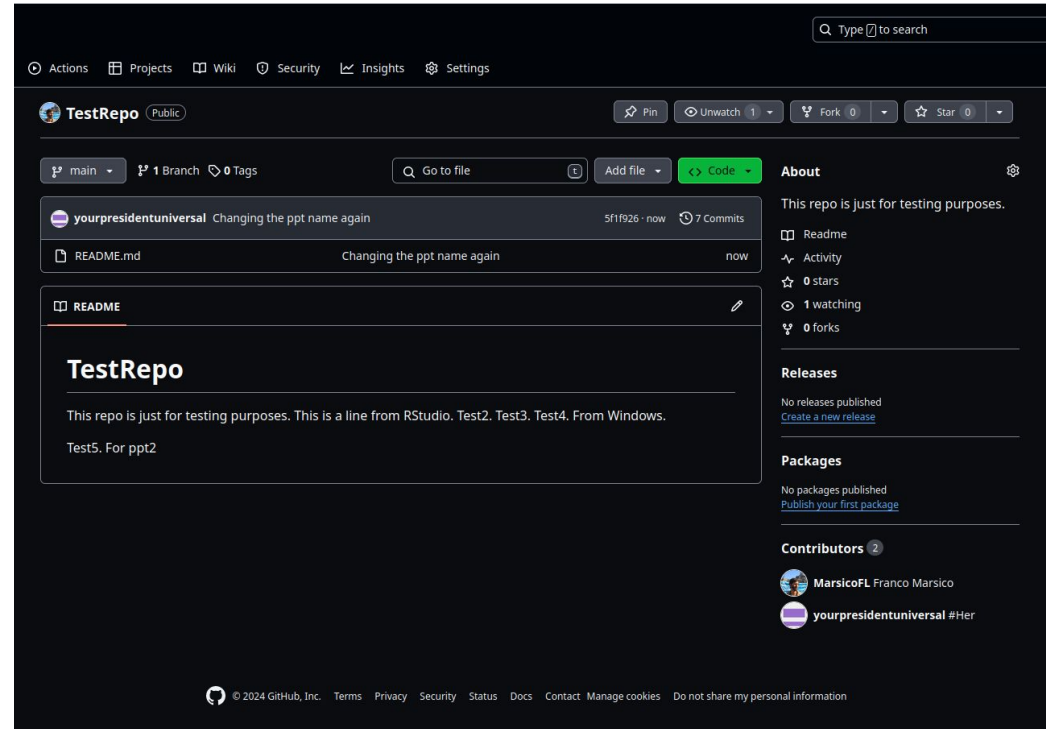 Type / to search
Actions Projects Wiki Security Insights Settings
TestRepo Public
Pin Unwatch 1 Fork 0 Star 0
main 1 Branch 0 Tags Go to file t Add file <> Code
yourpresidentuniversal Changing the ppt name again 5f1f926 · now 7 Commits
README.md Changing the ppt name again now
README
TestRepo
This repo is just for testing purposes. This is a line from RStudio. Test2. Test3. Test4. From Windows.
Test5. For ppt2
About
This repo is just for testing purposes.
Readme
Activity
0 stars
1 watching
0 forks
Releases
No releases published
Create a new release
Packages
No packages published
Publish your first package
Contributors 2
MarsicoFL Franco Marsico
yourpresidentuniversal #Her
© 2024 GitHub, Inc. Terms Privacy Security Status Docs Contact Manage cookies Do not share my personal information